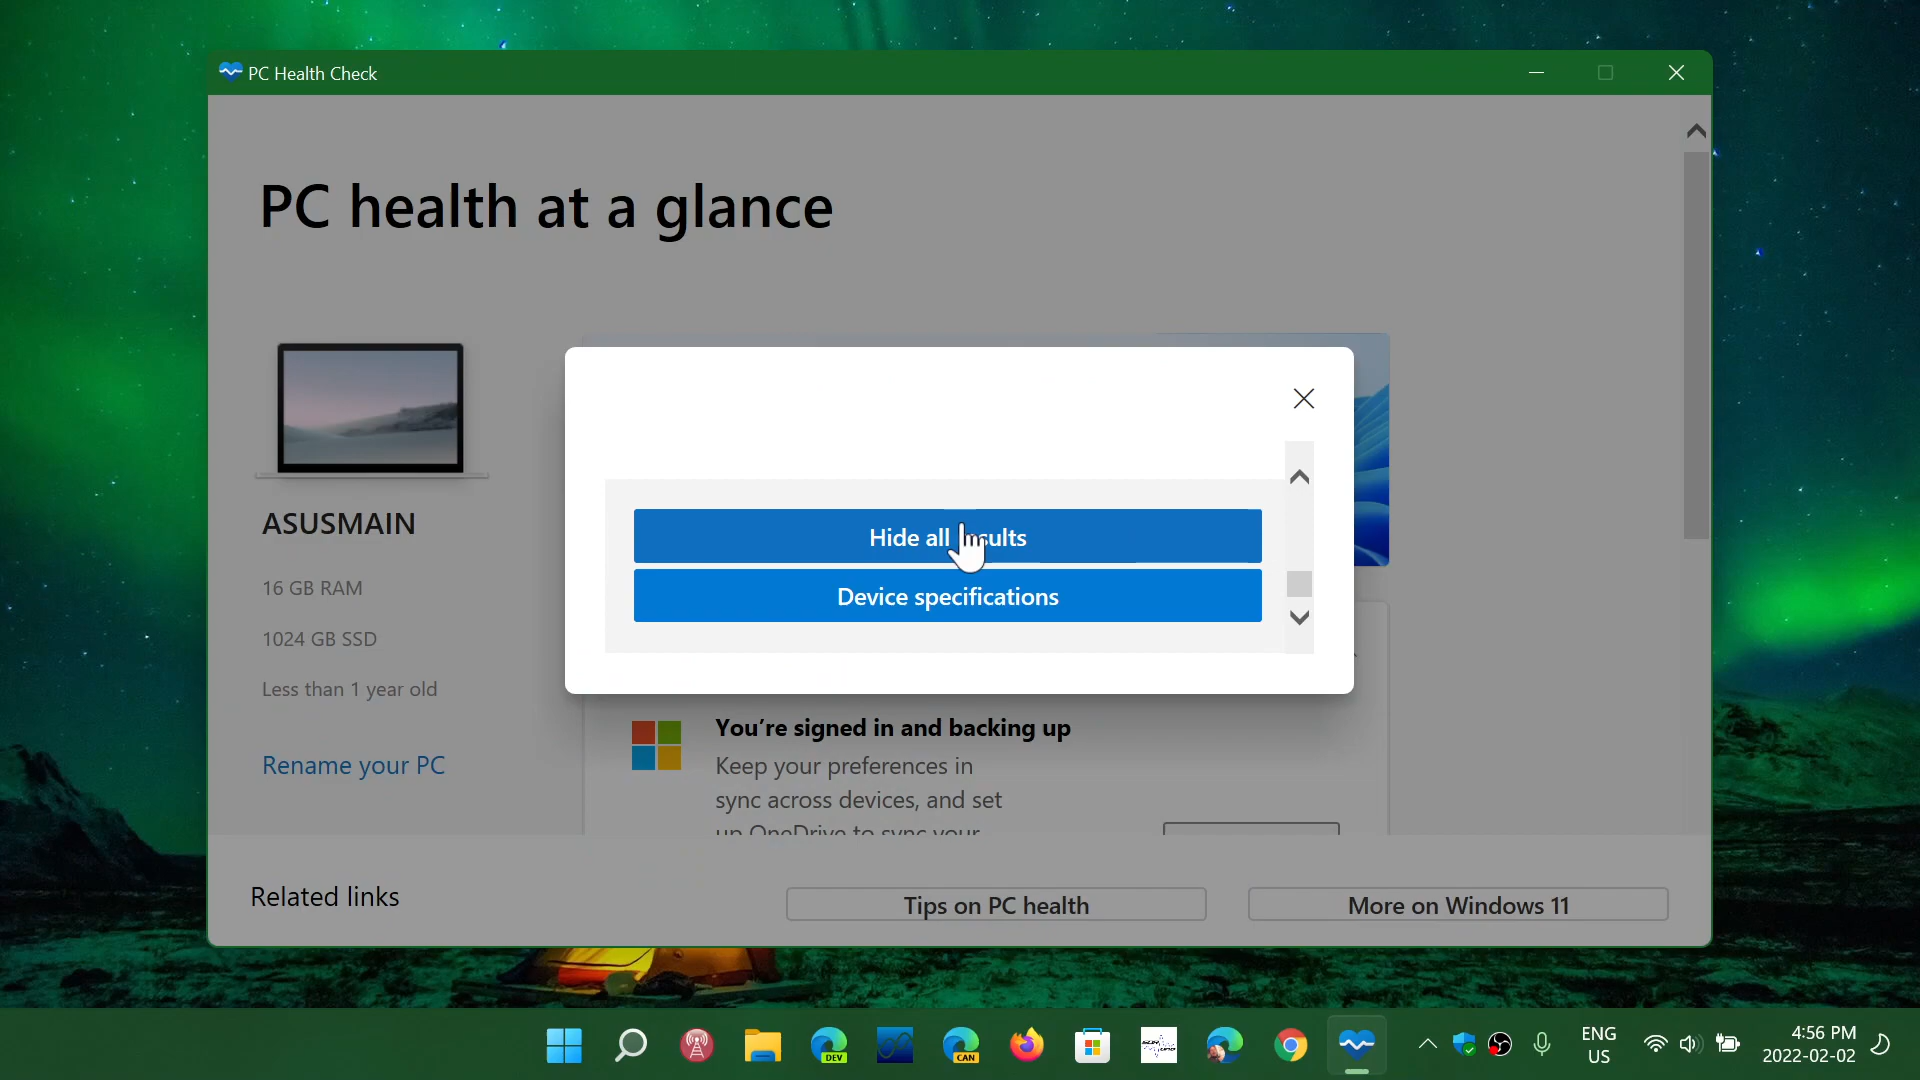 PC Health Check
PC health at a glance
ASUSMAIN
16 GB RAM
1024 GB SSD
Less than 1 year old
Rename your PC
Hide all
Device specifications
You're signed in and backing up
Keep your preferences in
sync across devices, and set
up OneDrive to sync your
Related links
Tips on PC health
More on Windows 11
DEV
CAN
ENG
US
4:56 PM
2022-02-02